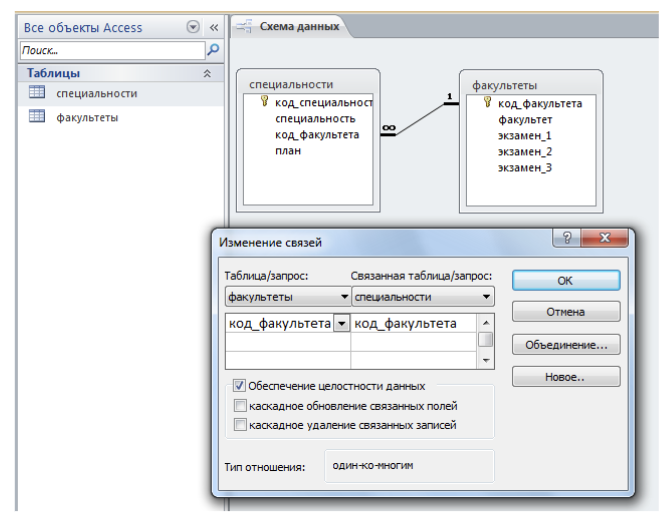 Все объекты Access
«
Схема данных
Поиск...
Таблицы
специальности
факультеты
специальности
код_специальност
специальность
код_факультета
план
∞
1
факультеты
код_факультета
факультет
экзамен_1
экзамен_2
экзамен_3
Изменение связей
?
Таблица/запрос: Связанная таблица/запрос:
факультеты специальности
код_факультета код_факультета
Обеспечение целостности данных
каскадное обновление связанных полей
каскадное удаление связанных записей
Тип отношения: один-ко-многим
ОК
Отмена
Объединение...
Новое..